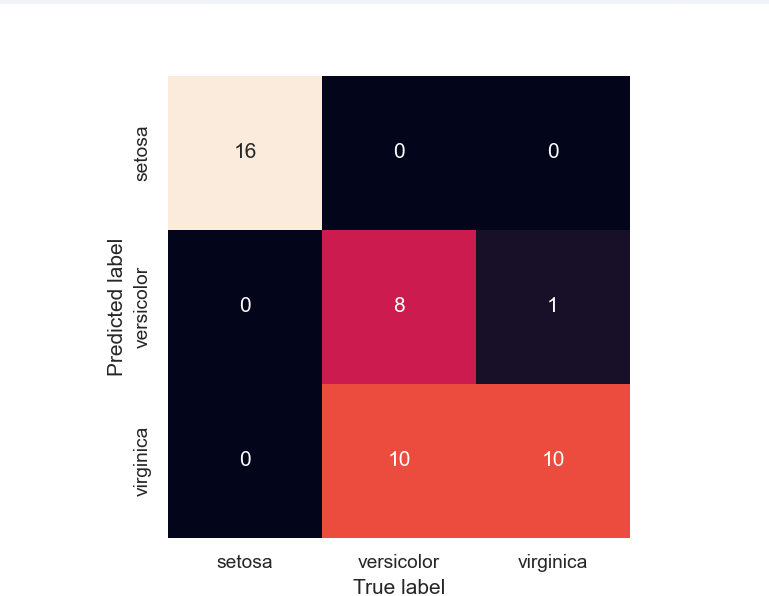 setosa
16 0 0
Predicted label
versicolor
0 8 1
virginica
0 10 10
setosa versicolor virginica
True label